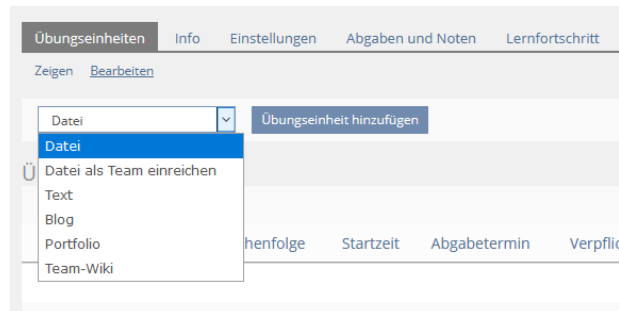 Übungseinheiten Info Einstellungen Abgaben und Noten Lernfortschritt
Zeigen Bearbeiten
Datei Übungseinheit hinzufügen
Datei
Datei als Team einreichen
Text
Blog
Portfolio henfolge Startzeit Abgabetermin Verpflic
Team-Wiki